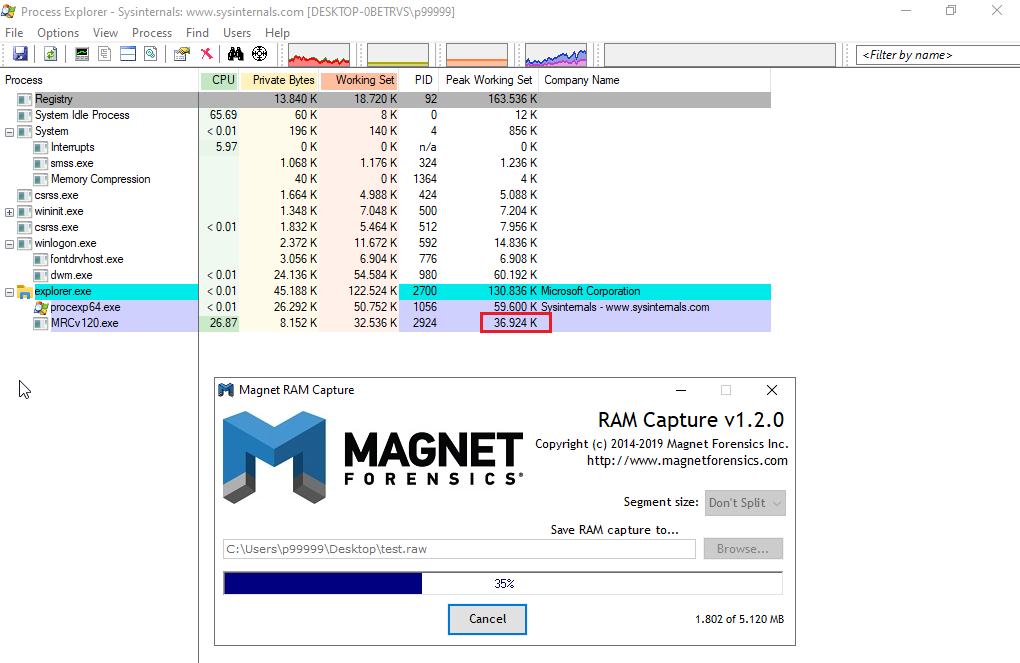 Process Explorer - Sysinternals: www.sysinternals.com [DESKTOP-0BETRVS\p99999]
File Options View Process Find Users Help
<Filter by name>
Process CPU Private Bytes Working Set PID Peak Working Set Company Name
Registry 13.840 K 18.720 K 92 163.536 K
System Idle Process 65.69 60 K 8 K 0 12 K
System < 0.01 196 K 140 K 4 856 K
Interrupts 5.97 0 K 0 K n/a 0 K
smss.exe 1.068 K 1.176 K 324 1.236 K
Memory Compression 40 K 0 K 1364 4 K
csrss.exe 1.664 K 4.988 K 424 5.088 K
wininit.exe 1.348 K 7.048 K 500 7.204 K
csrss.exe < 0.01 1.832 K 5.464 K 512 7.956 K
winlogon.exe 2.372 K 11.672 K 592 14.836 K
fontdrvhost.exe 3.056 K 6.904 K 776 6.908 K
dwm.exe < 0.01 24.136 K 54.584 K 980 60.192 K
explorer.exe < 0.01 45.188 K 122.524 K 2700 130.836 K Microsoft Corporation
procexp64.exe < 0.01 26.292 K 50.752 K 1056 59.600 K Sysinternals - www.sysinternals.com
MRCv120.exe 26.87 8.152 K 32.536 K 2924 36.924 K
Magnet RAM Capture
RAM Capture v1.2.0
MAGNET
FORENSICS®
Copyright (c) 2014-2019 Magnet Forensics Inc.
http://www.magnetforensics.com
Segment size: Don't Split
Save RAM capture to...
C:\Users\p99999\Desktop\test.raw Browse...
35%
Cancel
1.802 of 5.120 MB